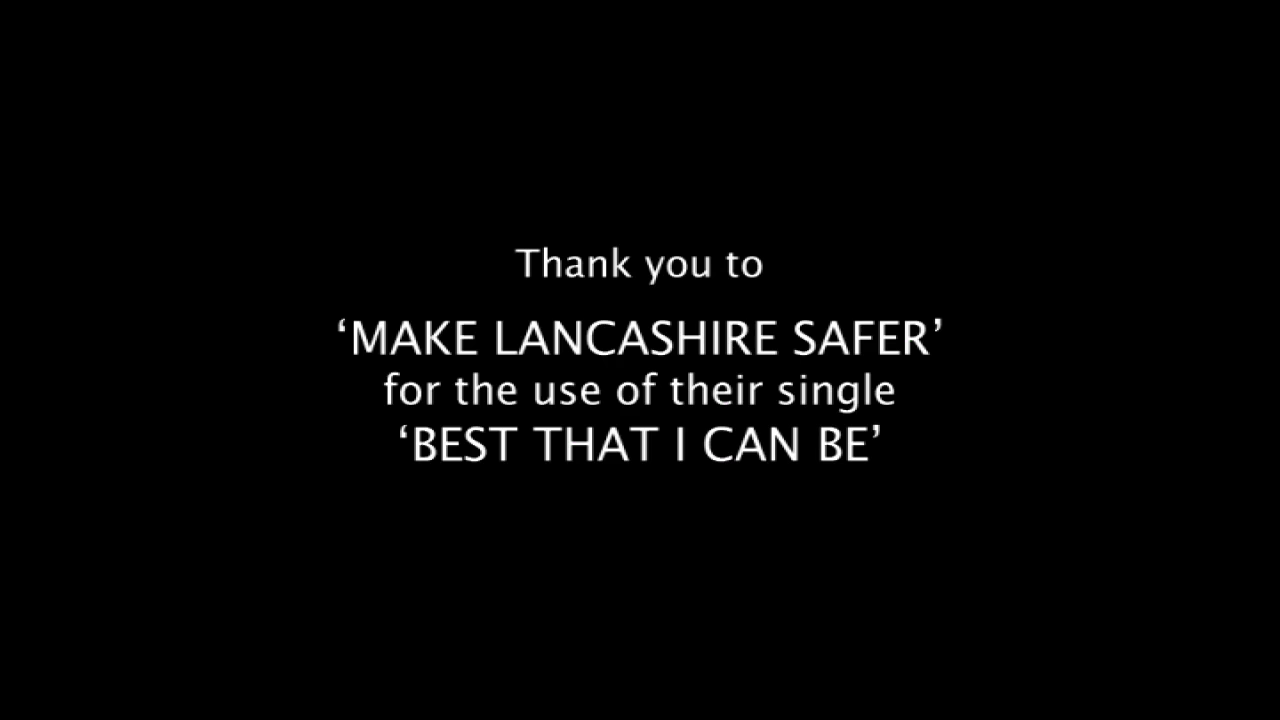 Thank you to
‘MAKE LANCASHIRE SAFER’
for the use of their single
‘BEST THAT I CAN BE’